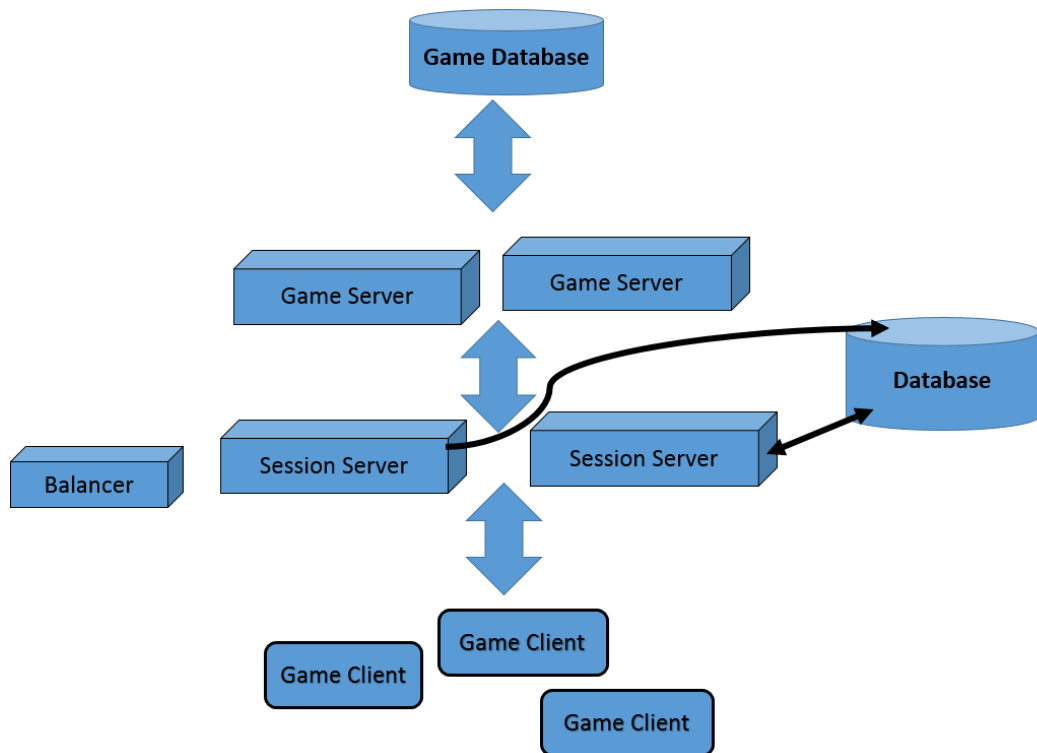 Game Database
Game Server
Game Server
Database
Session Server
Session Server
Balancer
Game Client
Game Client
Game Client